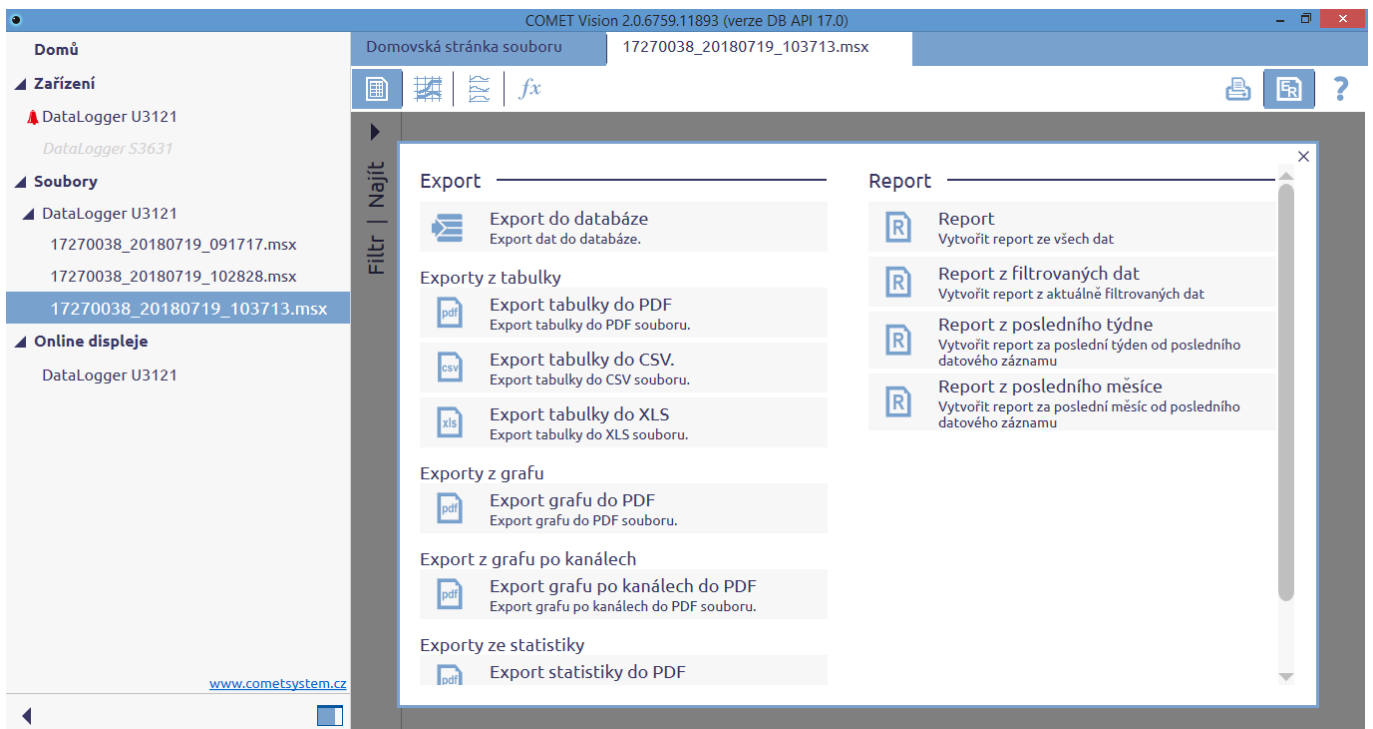 COMET Vision 2.0.6759.11893 (verze DB API 17.0)
Domů
Zařízení
DataLogger U3121
DataLogger S3631
Soubory
DataLogger U3121
17270038_20180719_091717.msx
17270038_20180719_102828.msx
17270038_20180719_103713.msx
Online displeje
DataLogger U3121
www.cometsystem.cz
Domovská stránka souboru
17270038_20180719_103713.msx
fx
ER
?
Filtr | Najít
Export
Export do databáze
Export dat do databáze.
Exporty z tabulky
pdf
Export tabulky do PDF
Export tabulky do PDF souboru.
csv
Export tabulky do CSV.
Export tabulky do CSV souboru.
xls
Export tabulky do XLS
Export tabulky do XLS souboru.
Exporty z grafu
pdf
Export grafu do PDF
Export grafu do PDF souboru.
Export z grafu po kanálech
pdf
Export grafu po kanálech do PDF
Export grafu po kanálech do PDF souboru.
Exporty ze statistiky
pdf
Export statistiky do PDF
Report
R
Report
Vytvořit report ze všech dat
R
Report z filtrovaných dat
Vytvořit report z aktuálně filtrovaných dat
R
Report z posledního týdne
Vytvořit report za poslední týden od posledního
datového záznamu
R
Report z posledního měsíce
Vytvořit report za poslední měsíc od posledního
datového záznamu